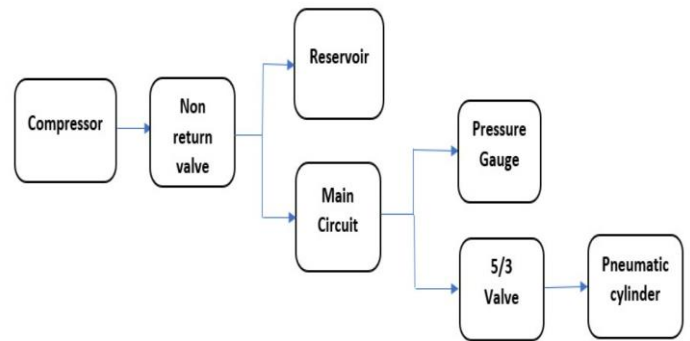 Compressor
Non
return
valve
Reservoir
Main
Circuit
Pressure
Gauge
5/3
Valve
Pneumatic
cylinder